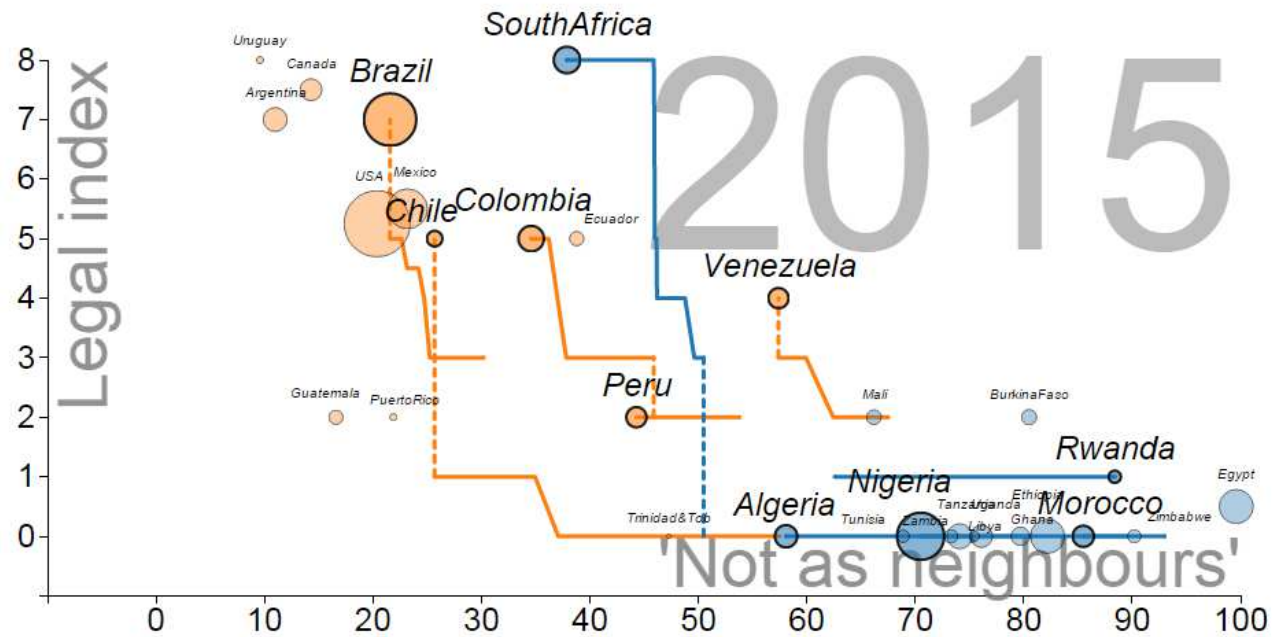 SouthAfrica
Uruguay
Canada
Brazil
Argentina
2015
USA
Mexico
Chile
Colombia
Ecuador
Venezuela
Guatemala
PuertoRico
Peru
Mali
BurkinaFaso
Rwanda
Nigeria
Egypt
Algeria
Tanzania
Uganda
Ethiopia
Morocco
Trinidad&Tob
Tunisia
Zambia
Libya
Ghana
Zimbabwe
'Not as neighbours'
Legal index
8
7
6
5
4
3
2
1
0
0 10 20 30 40 50 60 70 80 90 100